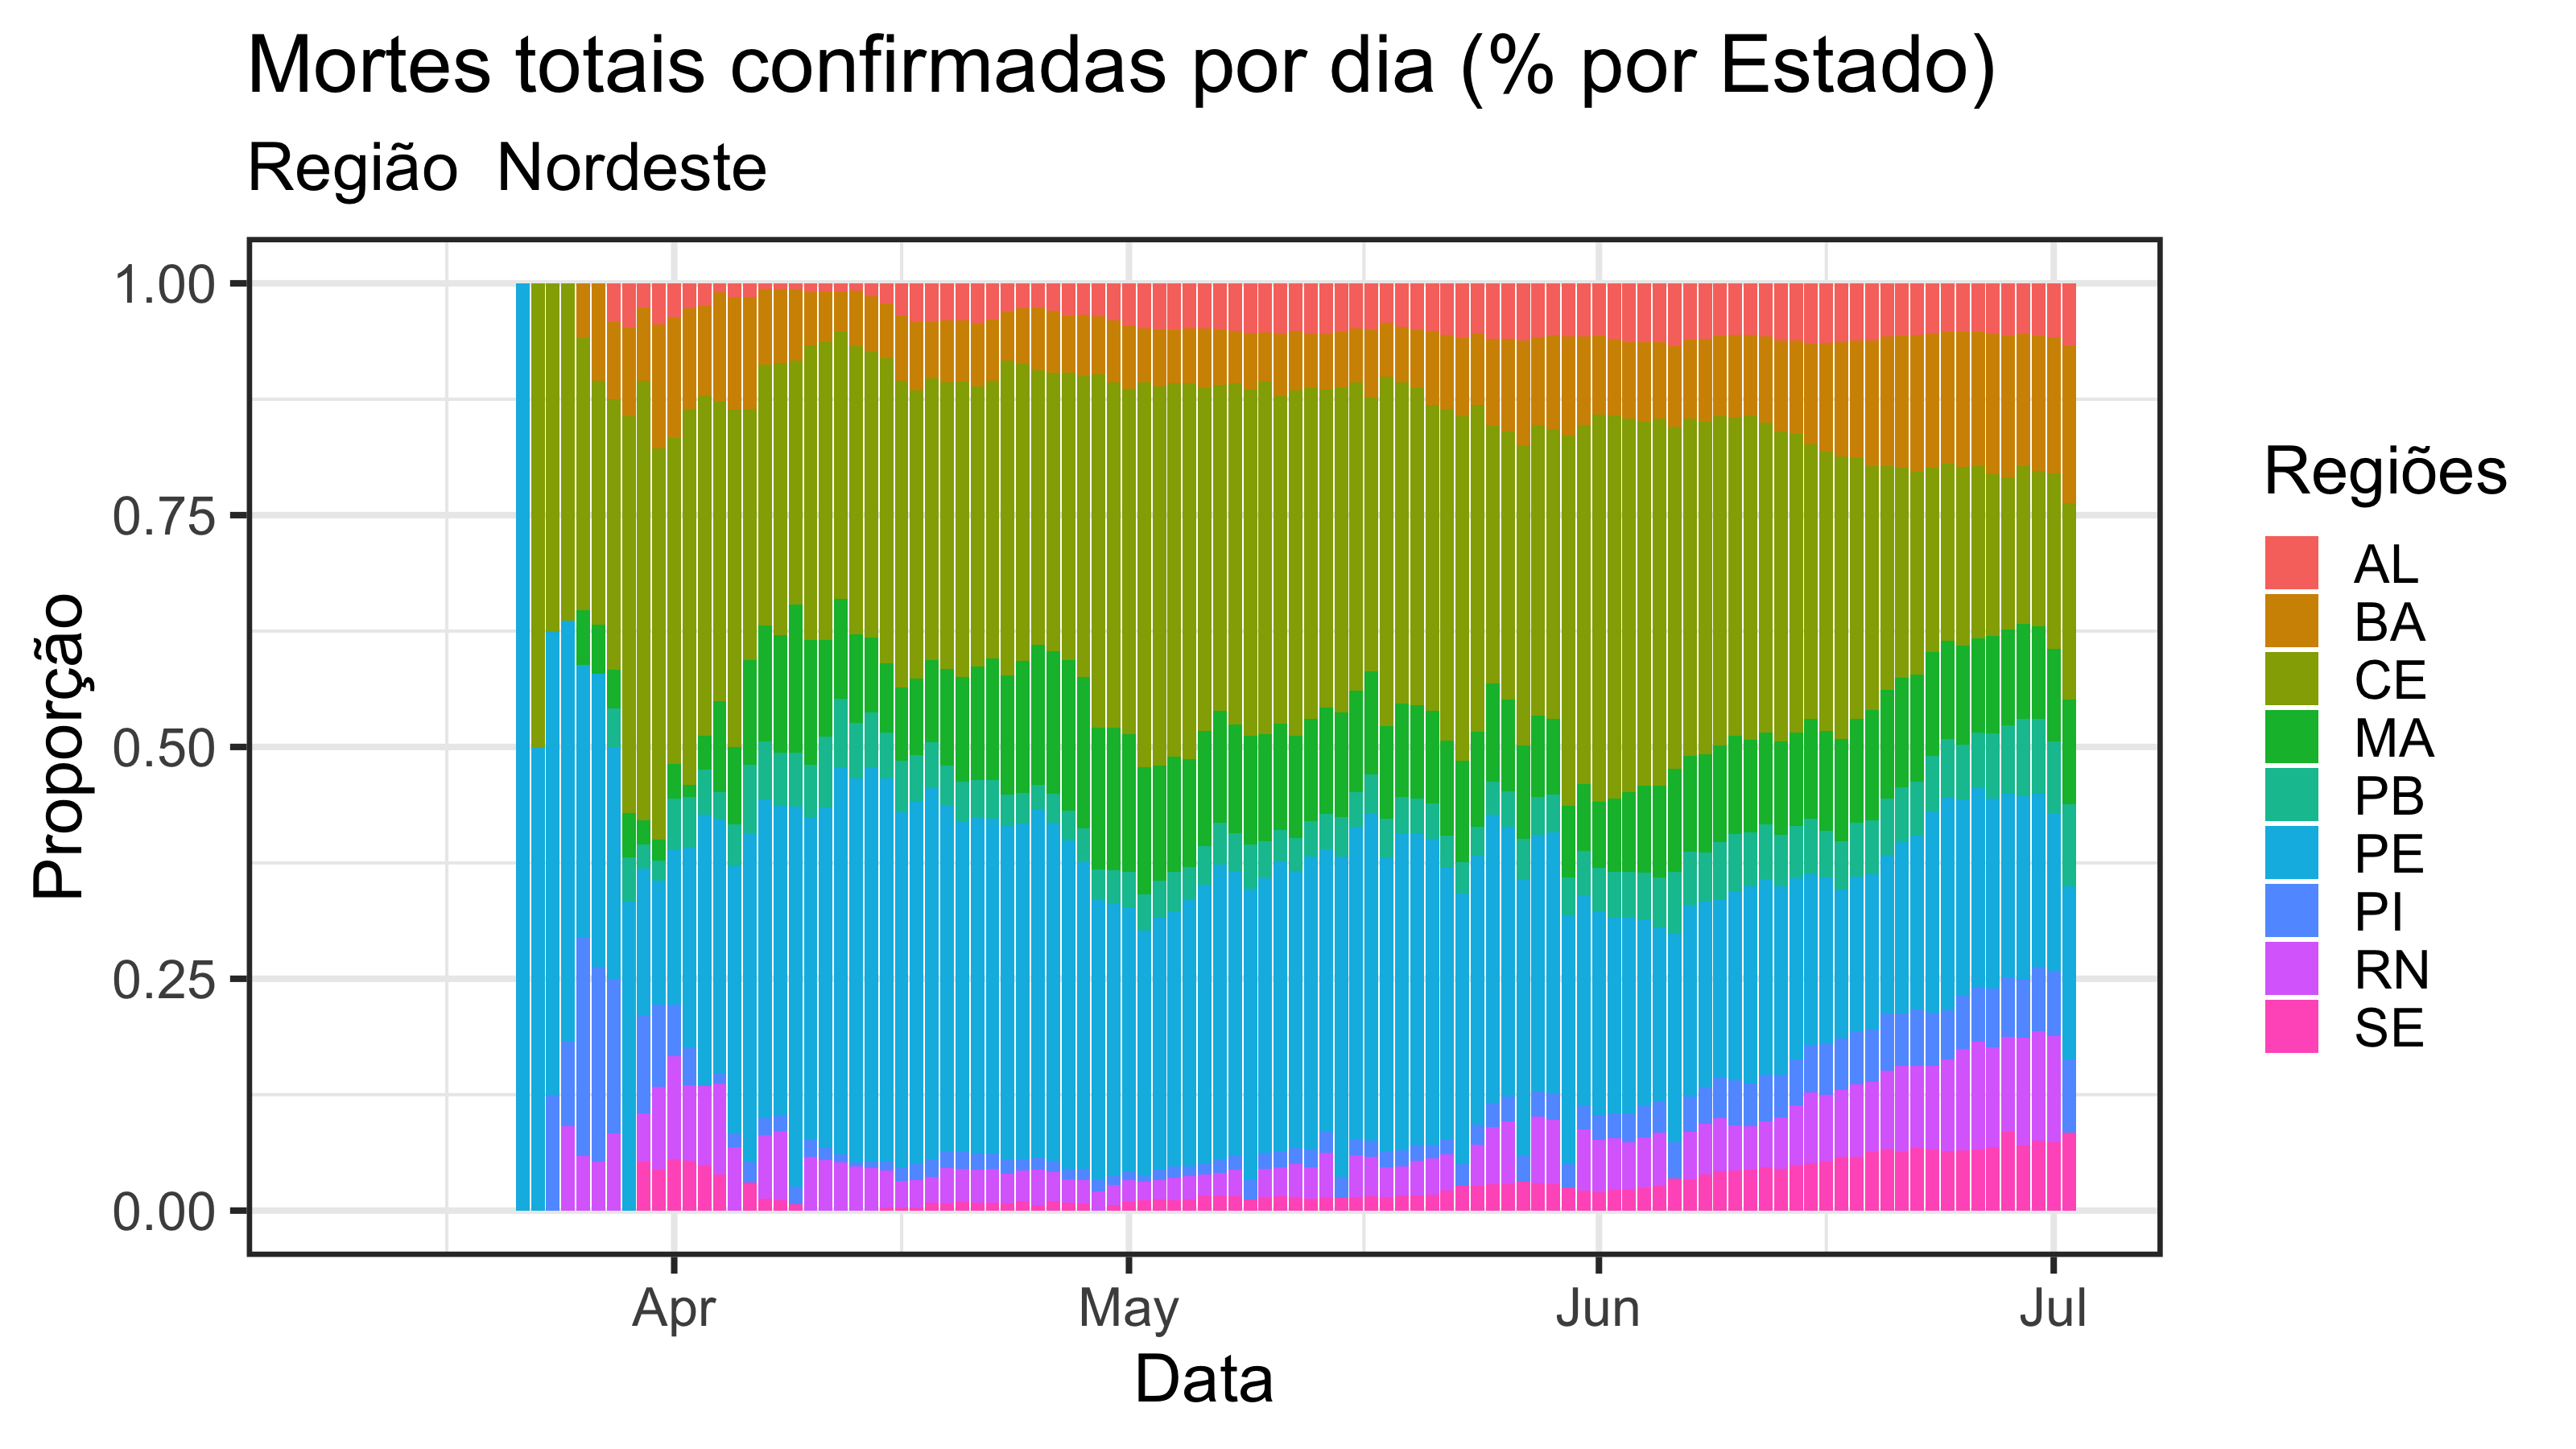 Mortes totais confirmadas por dia (% por Estado)
Região  Nordeste
Proporção
1.00
0.75
0.50
0.25
0.00
Apr
May
Jun
Jul
Data
Regiões
AL
BA
CE
MA
PB
PE
PI
RN
SE